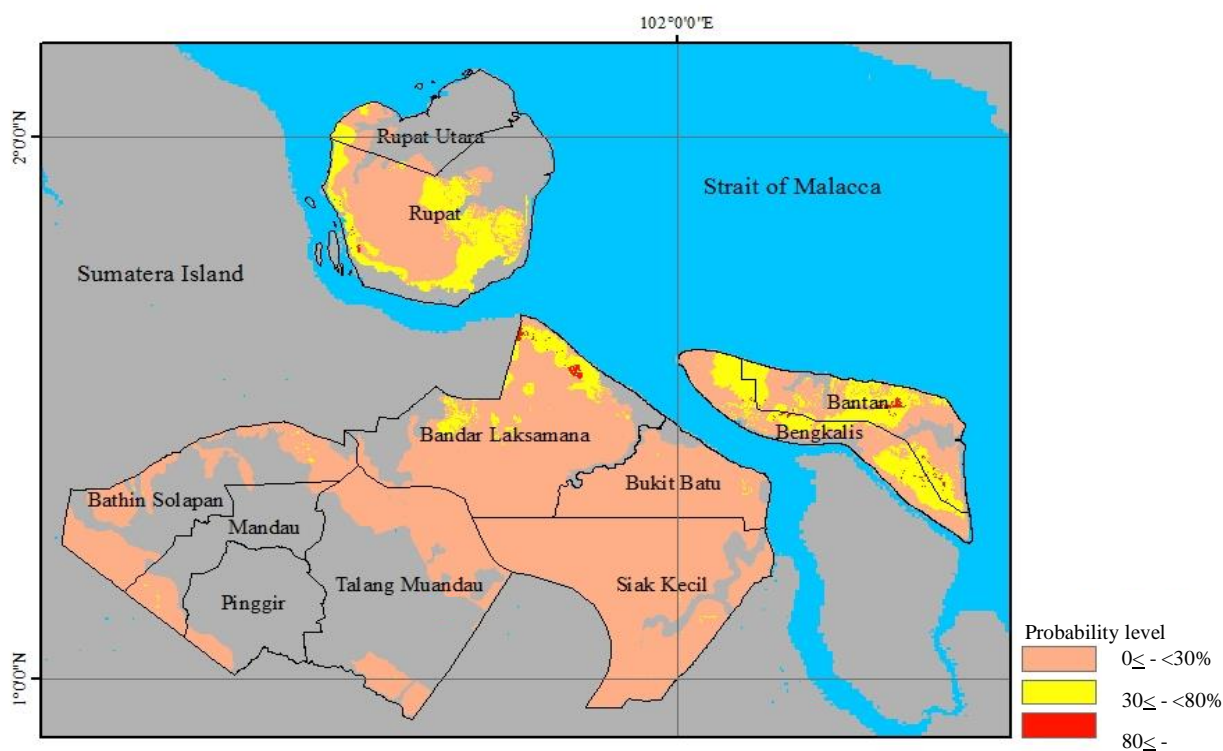 102°0'0"E
2°0'0"N
Rupat Utara
Strait of Malacca
Rupat
Sumatera Island
Bantan
Bengkalis
Bandar Laksamana
Bukit Batu
Bathin Solapan
Mandau
Talang Muandau
Siak Kecil
Pinggir
1°0'0"N
Probability level
0≤ - <30%
30≤ - <80%
80≤ -